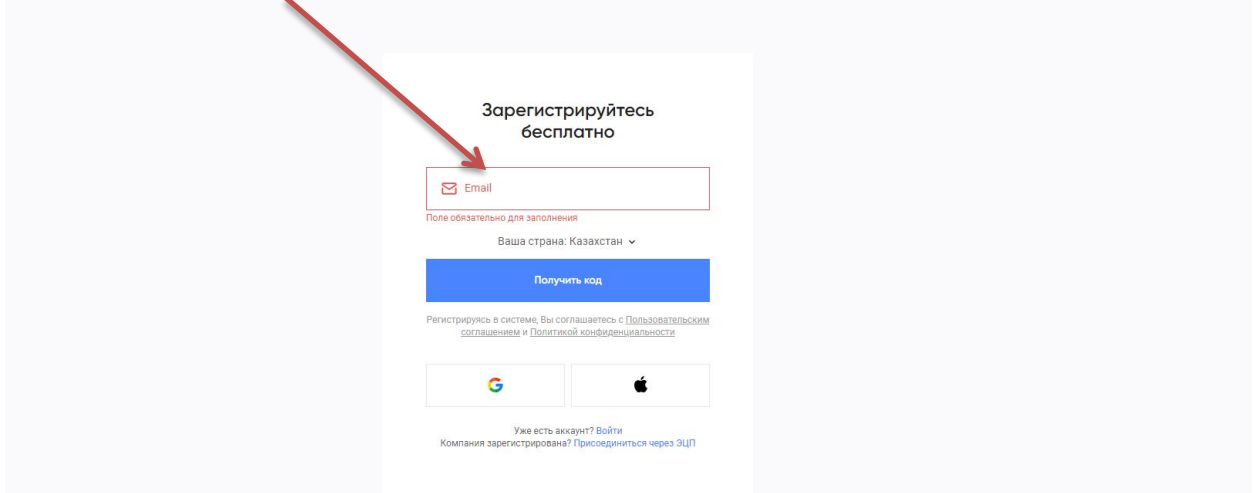 Зарегистрируйтесь
бесплатно
Email
Поле обязательно для заполнения
Ваша страна: Казахстан
Получить код
Регистрируясь в системе, Вы соглашаетесь с Пользовательским
соглашением и Политикой конфиденциальности
Уже есть аккаунт? Войти
Компания зарегистрирована? Присоединиться через ЭЦП